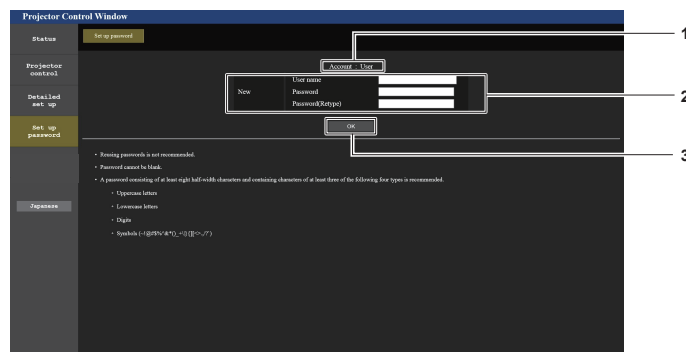 Projector Control Window
Status
Set up password
1
Projector
control
Account : User
New
User name
Password
Password(Retype)
2
Detailed
set up
OK
Set up
password
3
• Reusing passwords is not recommended.
• Password cannot be blank.
• A password consisting of at least eight half-width characters and containing characters of at least three of the following four types is recommended.
• Uppercase letters
• Lowercase letters
• Digits
• Symbols
Japanese